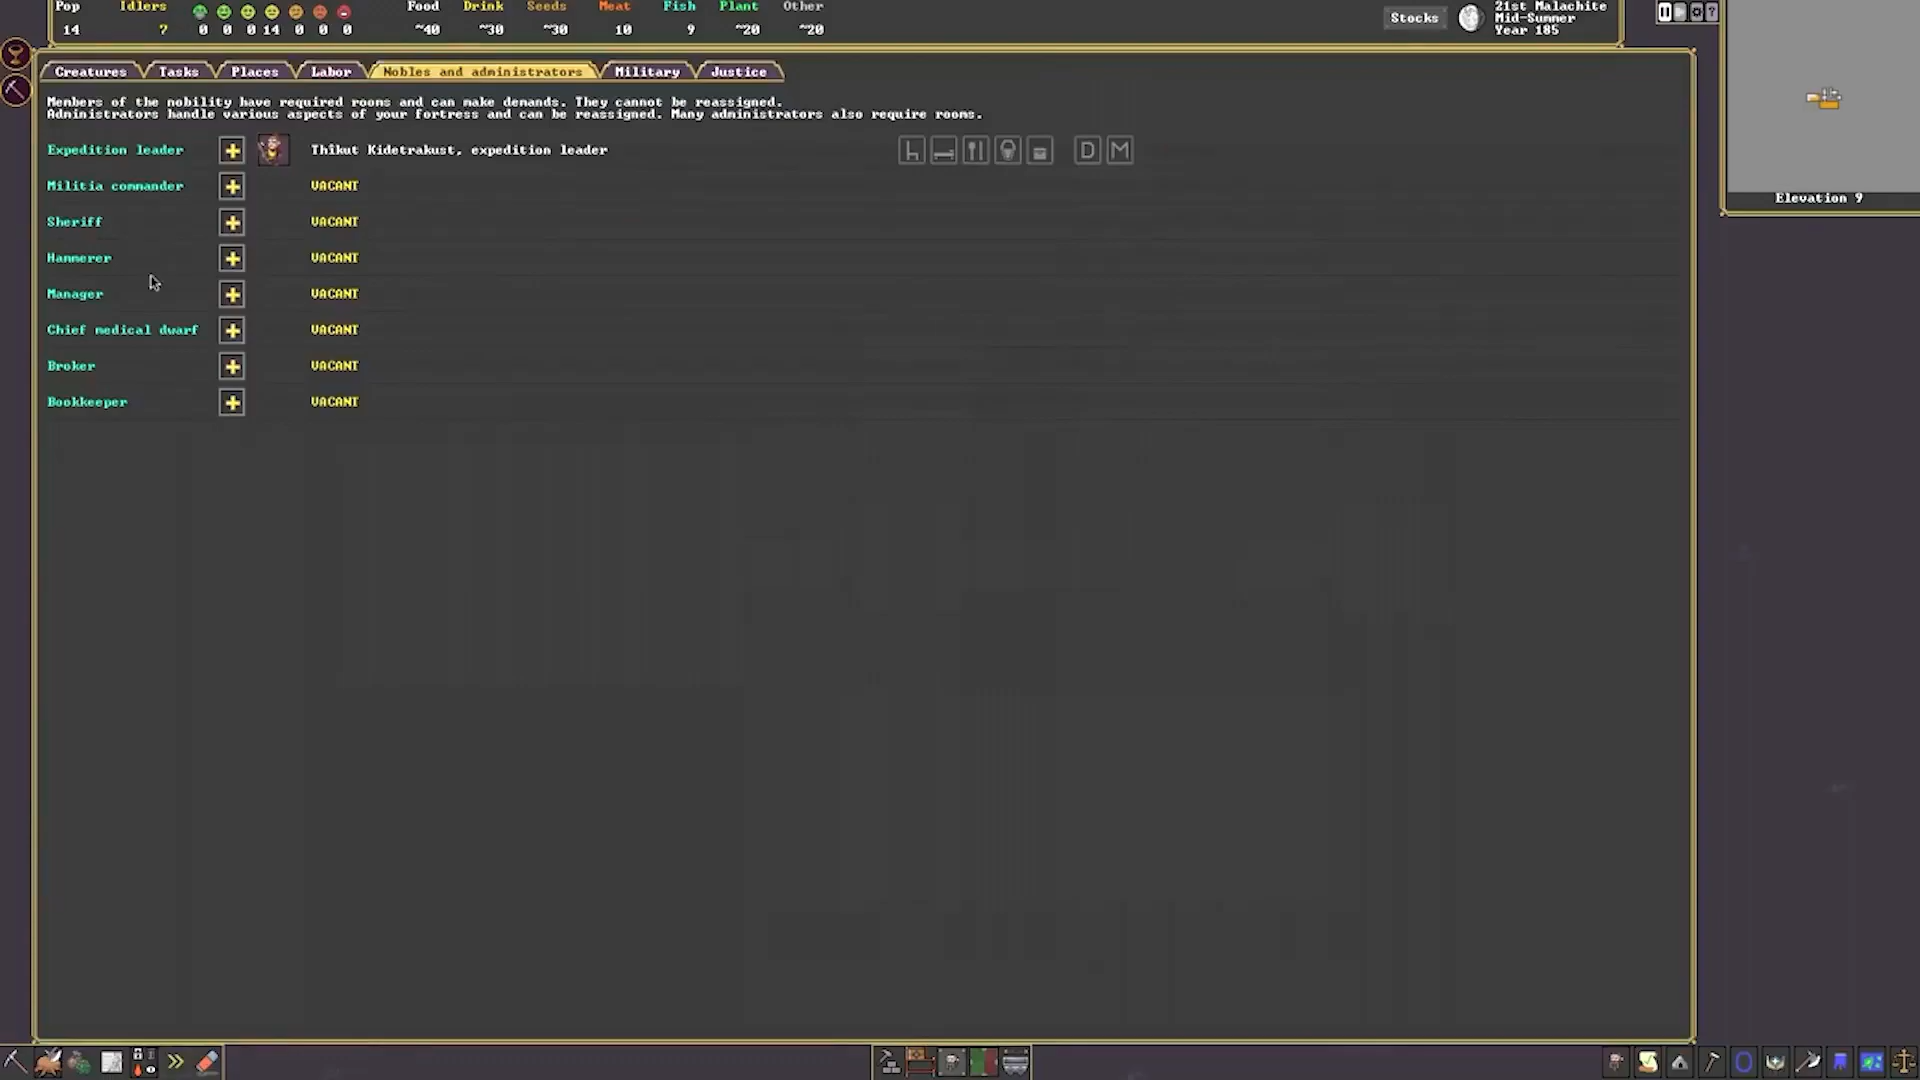 Pop Idlers Food Drink Seeds Meat Fish Plant Other
14 7 0 0 0 14 0 0 0 ~40 ~30 ~30 10 9 ~20 ~20
Stocks
21st Malachite
Mid-Summer
Year 185
?
Elevation 9
Creatures Tasks Places Labor Nobles and administrators Military Justice
Members of the nobility have required rooms and can make demands. They cannot be reassigned.
Administrators handle various aspects of your fortress and can be reassigned. Many administrators also require rooms.
Expedition leader Thîkut Kidetrakust, expedition leader D M
Militia commander VACANT
Sheriff VACANT
Hammerer VACANT
Manager VACANT
Chief medical dwarf VACANT
Broker VACANT
Bookkeeper VACANT